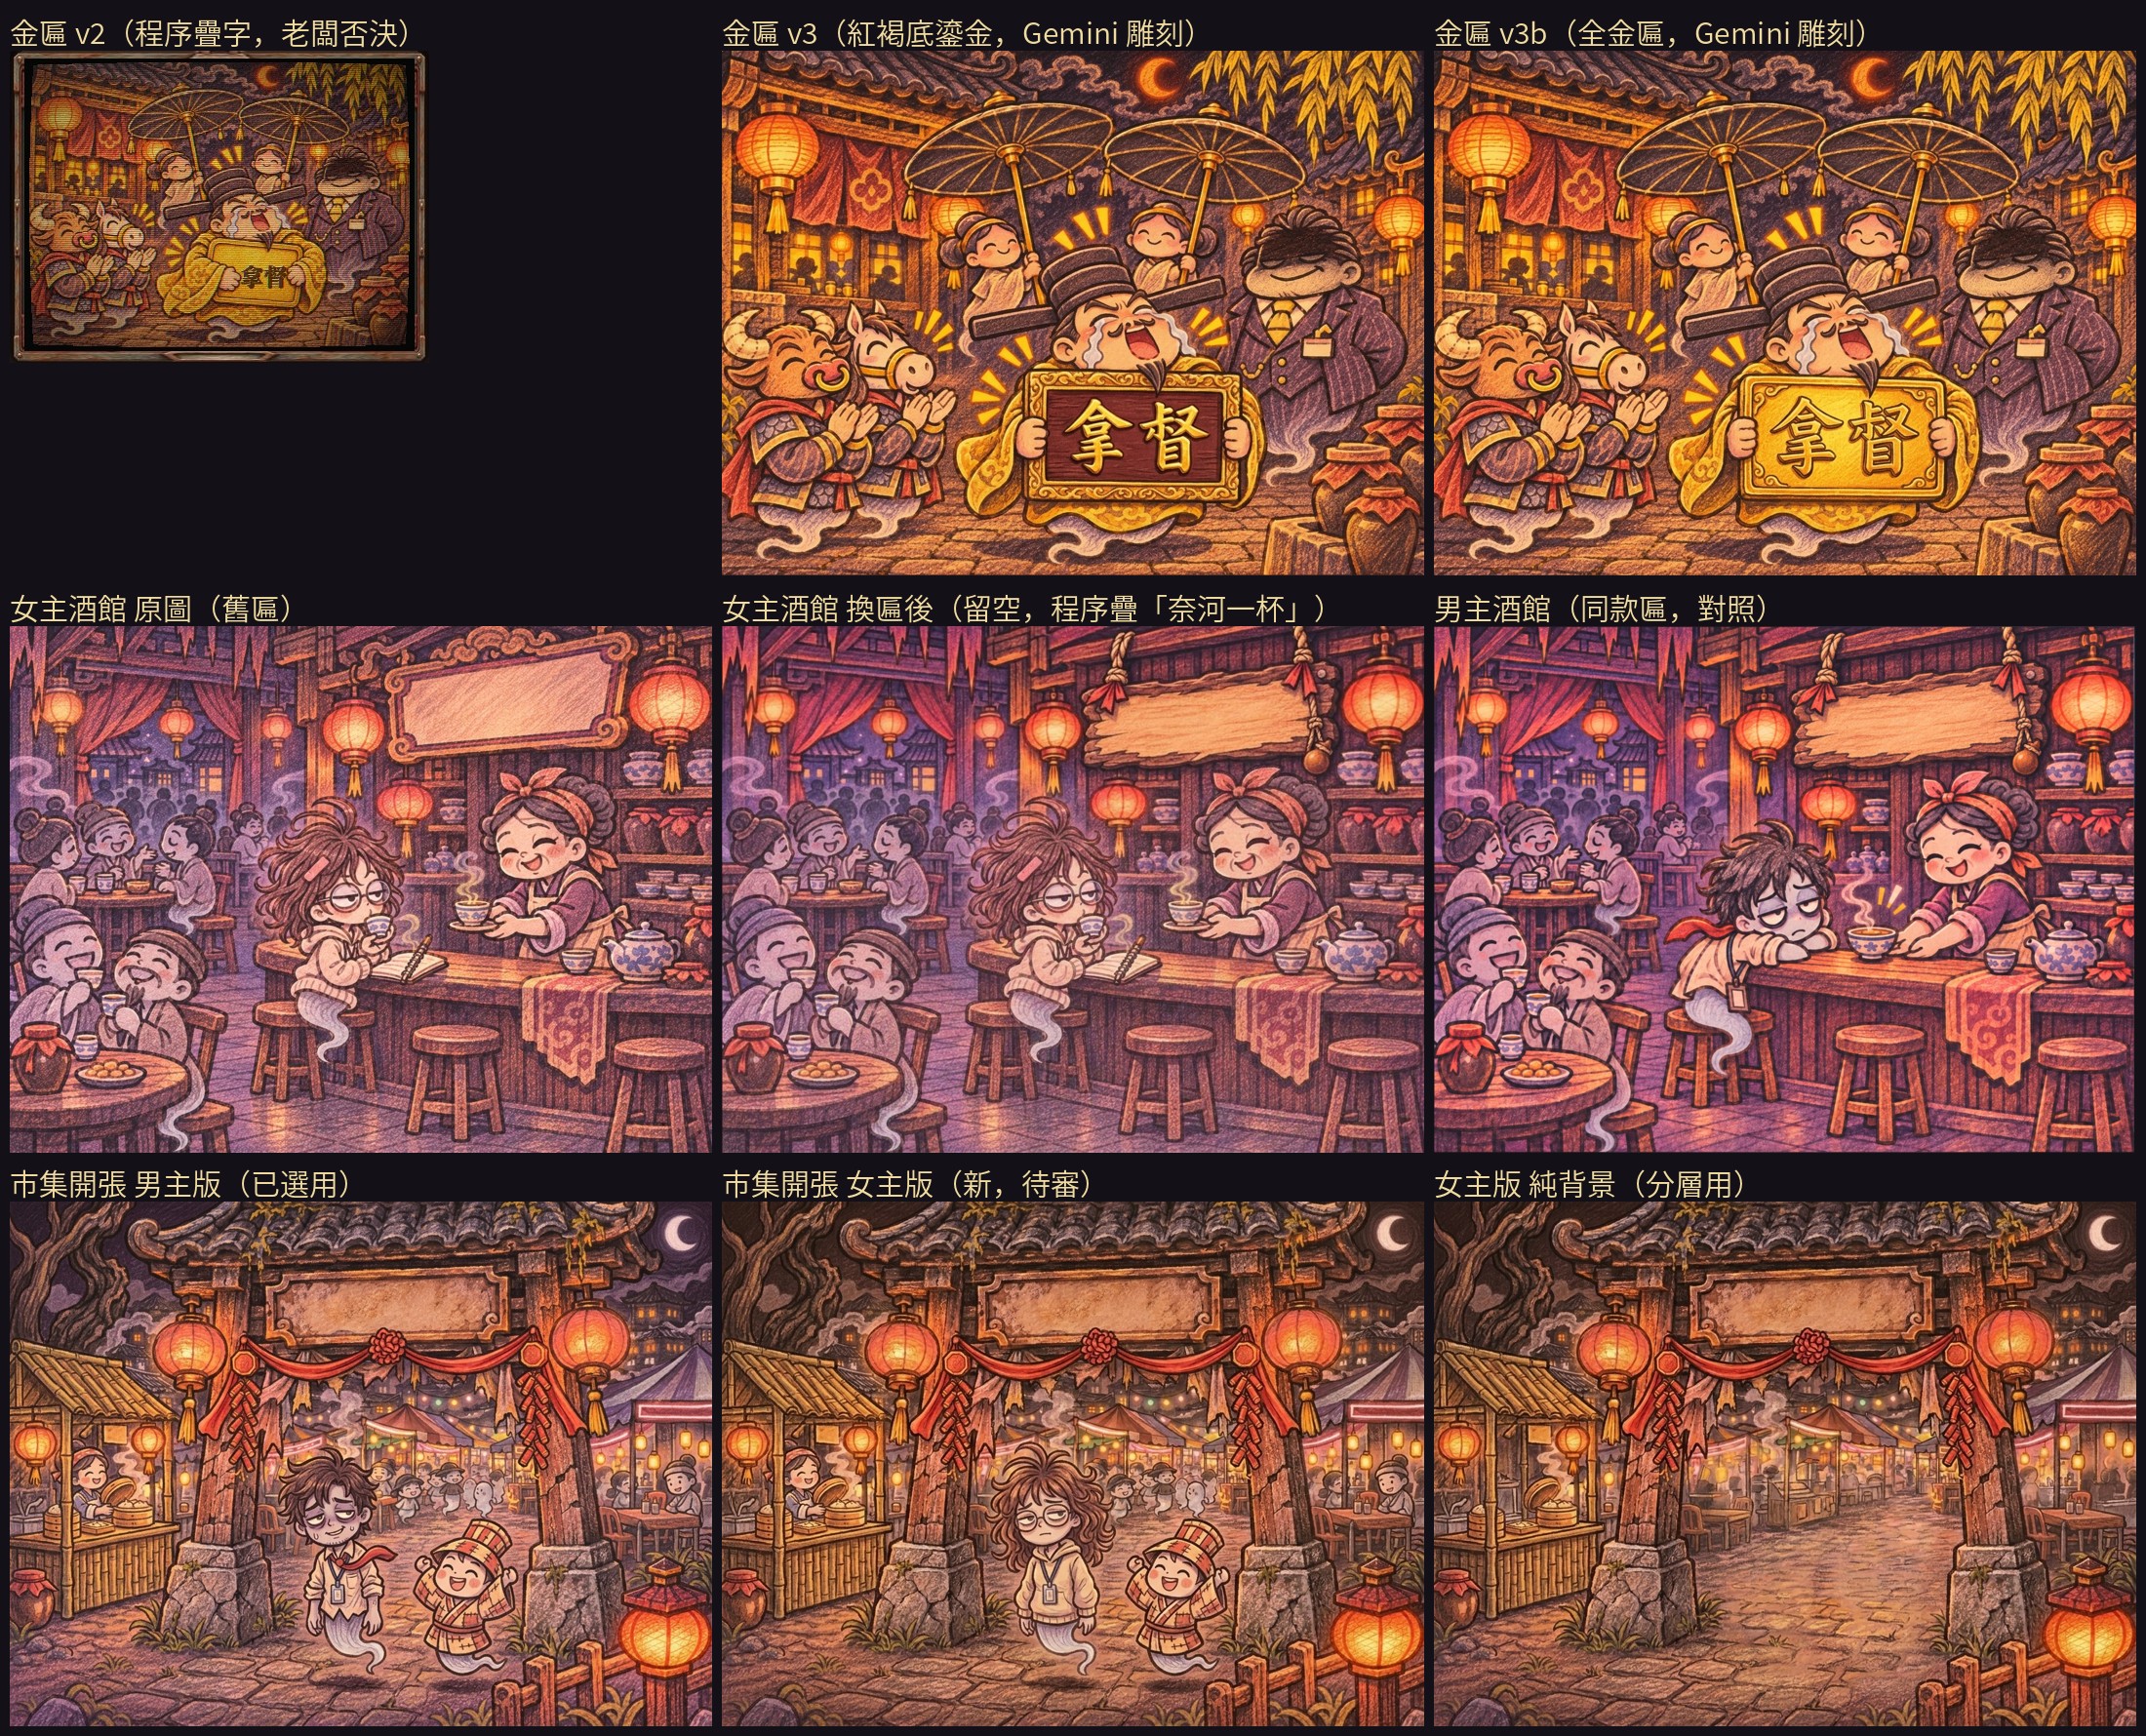 金匾 v2（程序疊字，老闆否決）
金匾 v3（紅褐底鎏金，Gemini 雕刻）
金匾 v3b（全金匾，Gemini 雕刻）
拿督
拿督
拿督
女主酒館 原圖（舊匾）
女主酒館 換匾後（留空，程序疊「奈河一杯」）
男主酒館（同款匾，對照）
市集開張 男主版（已選用）
市集開張 女主版（新，待審）
女主版 純背景（分層用）